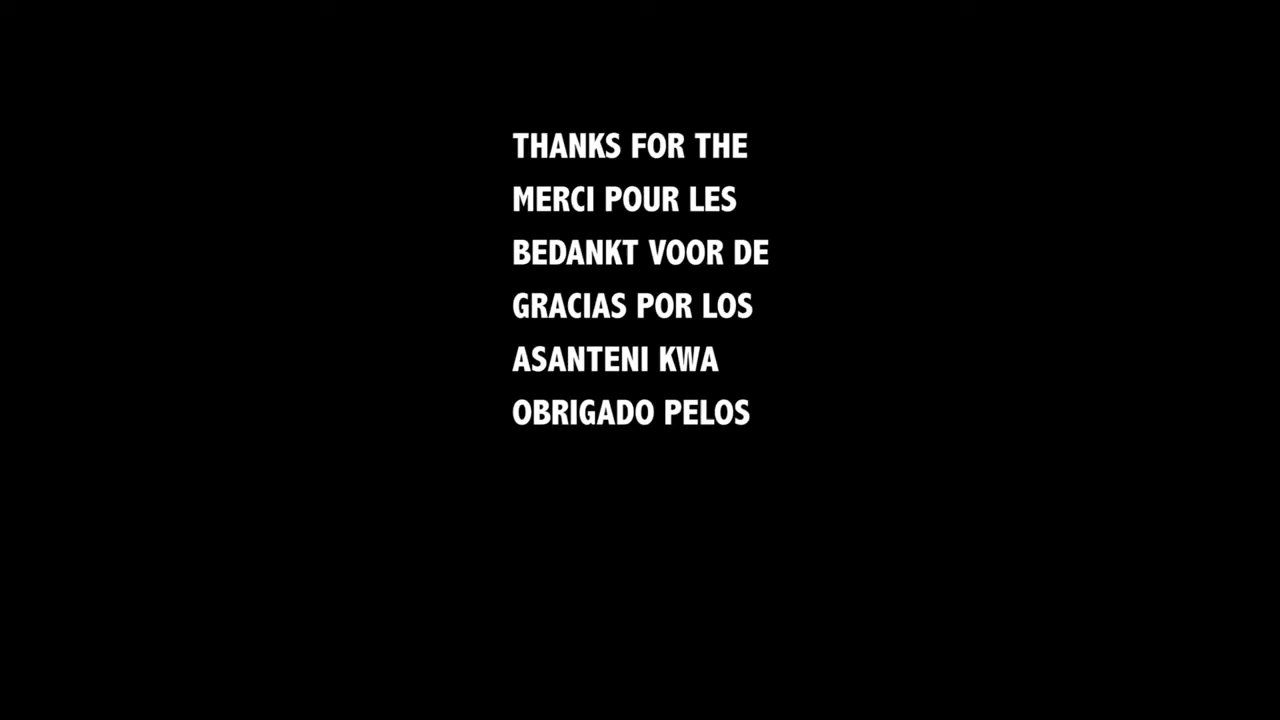 THANKS FOR THE
MERCI POUR LES
BEDANKT VOOR DE
GRACIAS POR LOS
ASANTENI KWA
OBRIGADO PELOS